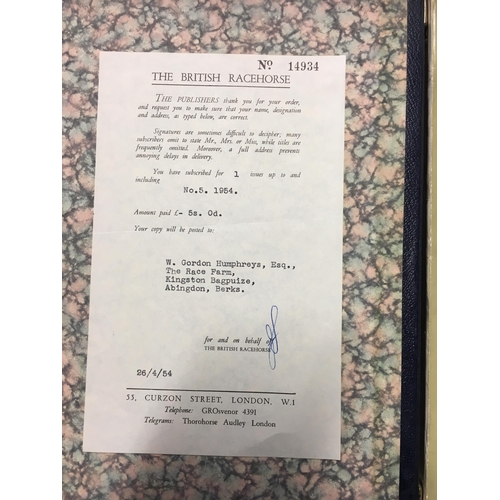 No. 14934
THE BRITISH RACEHORSE
THE PUBLISHERS thank you for your order,
and request you to make sure that your name, designation
and address, as typed below, are correct.
Signatures are sometimes difficult to decipher; many
subscribers omit to state Mr., Mrs. or Miss, while titles are
frequently omitted. Moreover, a full address prevents
annoying delays in delivery.
You have subscribed for 1 issues up to and
including
No.5. 1954.
Amount paid £- 5s. 0d.
Your copy will be posted to:
W. Gordon Humphreys, Esq.,
The Race Farm,
Kingston Bagpuize,
Abingdon, Berks.
for and on behalf of
THE BRITISH RACEHORSE
26/4/54
55, CURZON STREET, LONDON, W.1
Telephone: GROsvenor 4391
Telegrams: Thorohorse Audley London